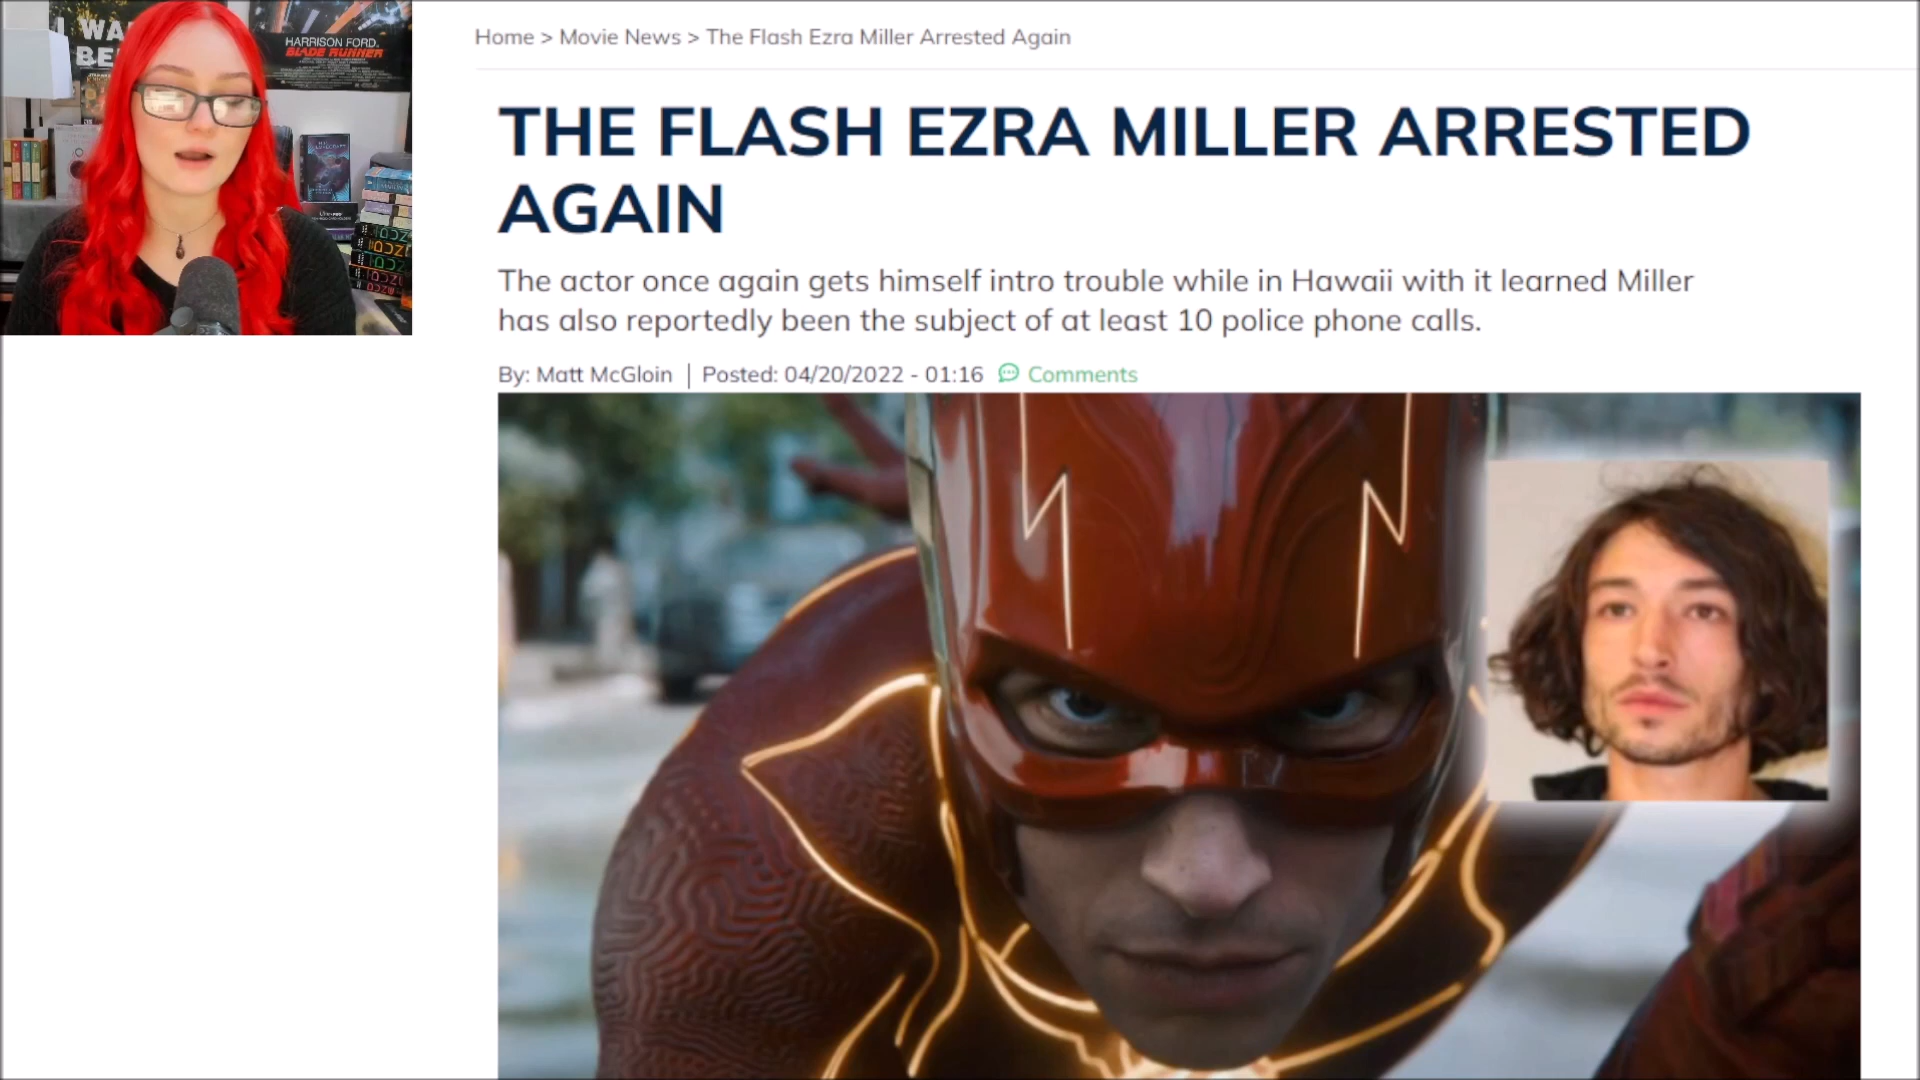 I WA
BE
HARRISON FORD.
BLADE RUNNER
Home > Movie News > The Flash Ezra Miller Arrested Again
THE FLASH EZRA MILLER ARRESTED
AGAIN
The actor once again gets himself intro trouble while in Hawaii with it learned Miller
has also reportedly been the subject of at least 10 police phone calls.
By: Matt McGloin | Posted: 04/20/2022 - 01:16 Comments